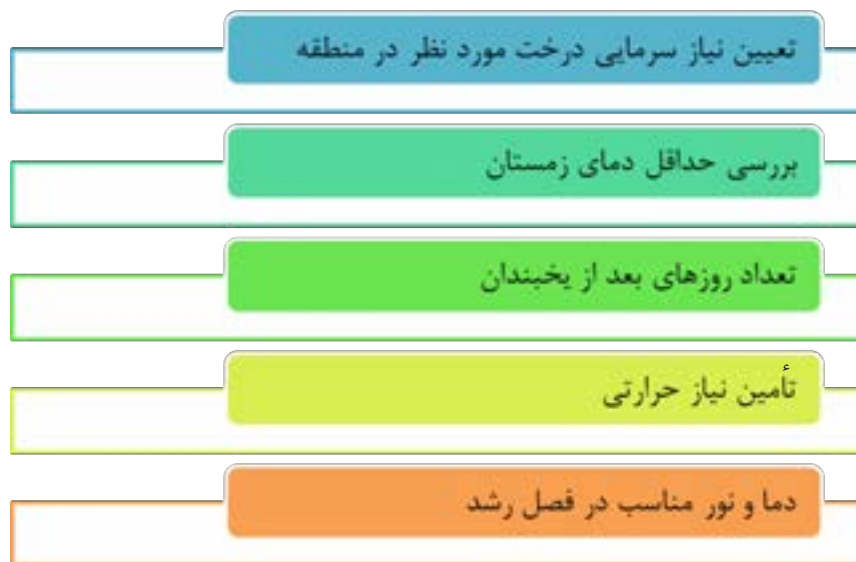 تعیین نیاز سرمایی درخت مورد نظر در منطقه
بررسی حداقل دمای زمستان
تعداد روزهای بعد از یخبندان
تأمین نیاز حرارتی
دما و نور مناسب در فصل رشد